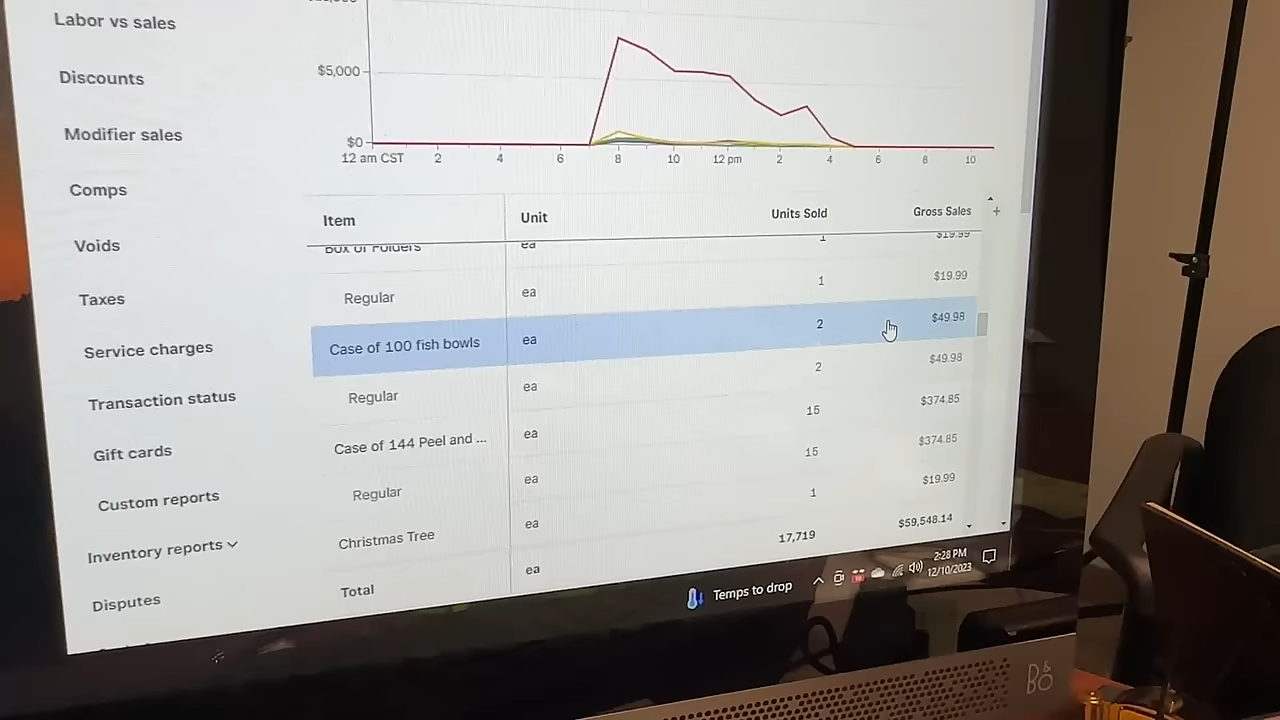 Labor vs sales
Discounts
Modifier sales
Comps
Voids
Taxes
Service charges
Transaction status
Gift cards
Custom reports
Inventory reports
Disputes
$5,000
$0
12 am CST 2 4 6 8 10 12 pm 2 4 6 8 10
Item Unit Units Sold Gross Sales +
Box of Folders ea 1 $19.99
Regular ea 1 $19.99
Case of 100 fish bowls ea 2 $49.98
Regular ea 2 $49.98
Case of 144 Peel and ... ea 15 $374.85
Regular ea 15 $374.85
Christmas Tree ea 1 $19.99
Total ea 17,719 $59,548.14
Temps to drop
2:28 PM
12/10/2023
B&O